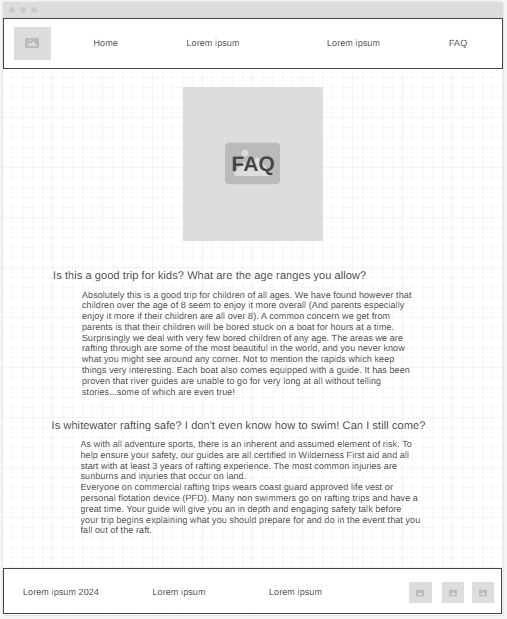 Home Lorem ipsum Lorem ipsum FAQ
FAQ
Is this a good trip for kids? What are the age ranges you allow?
Absolutely this is a good trip for children of all ages. We have found however that
children over the age of 8 seem to enjoy it more overall (And parents especially
enjoy it more if their children are all over 8). A common concern we get from
parents is that their children will be bored stuck on a boat for hours at a time.
Surprisingly we deal with very few bored children of any age. The areas we are
rafting through are some of the most beautiful in the world, and you never know
what you might see around any corner. Not to mention the rapids which keep
things very interesting. Each boat also comes equipped with a guide. It has been
proven that river guides are unable to go for very long at all without telling
stories...some of which are even true!
Is whitewater rafting safe? I don't even know how to swim! Can I still come?
As with all adventure sports, there is an inherent and assumed element of risk. To
help ensure your safety, our guides are all certified in Wilderness First aid and all
start with at least 3 years of rafting experience. The most common injuries are
sunburns and injuries that occur on land.
Everyone on commercial rafting trips wears coast guard approved life vest or
personal flotation device (PFD). Many non swimmers go on rafting trips and have a
great time. Your guide will give you an in depth and engaging safety talk before
your trip begins explaining what you should prepare for and do in the event that you
fall out of the raft.
Lorem ipsum 2024 Lorem ipsum Lorem ipsum